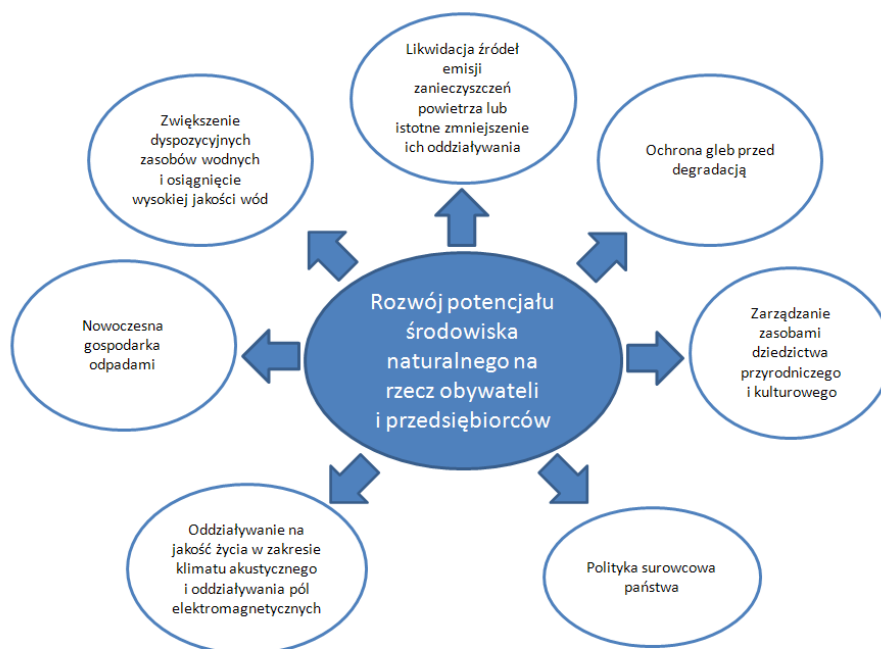 Likwidacja źródeł
emisji
zanieczyszczeń
powietrza lub
istotne zmniejszenie
ich oddziaływania
Zwiększenie
dyspozycyjnych
zasobów wodnych
i osiągnięcie
wysokiej jakości wód
Ochrona gleb przed
degradacją
Rozwój potencjału
środowiska
naturalnego na
rzecz obywateli
i przedsiębiorców
Nowoczesna
gospodarka
odpadami
Zarządzanie
zasobami
dziedzictwa
przyrodniczego
i kulturowego
Oddziaływanie na
jakość życia w zakresie
klimatu akustycznego
i oddziaływania pól
elektromagnetycznych
Polityka surowcowa
państwa